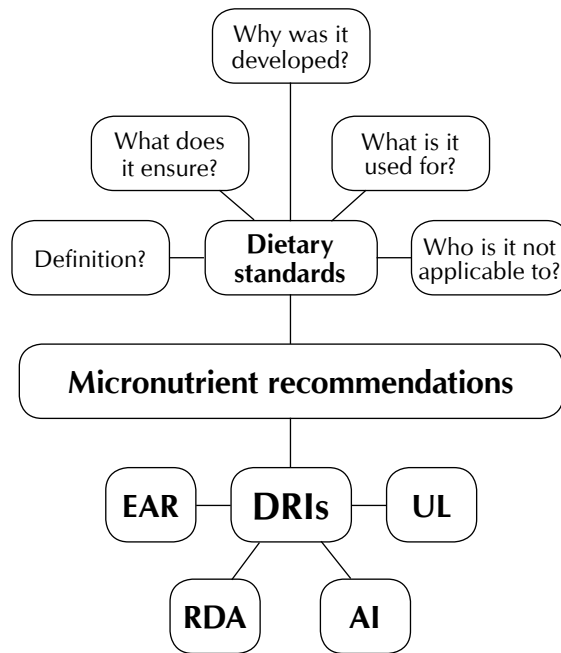 Why was it
developed?
What does
it ensure?
What is it
used for?
Definition?
Dietary
standards
Who is it not
applicable to?
Micronutrient recommendations
EAR
DRIs
UL
RDA
AI